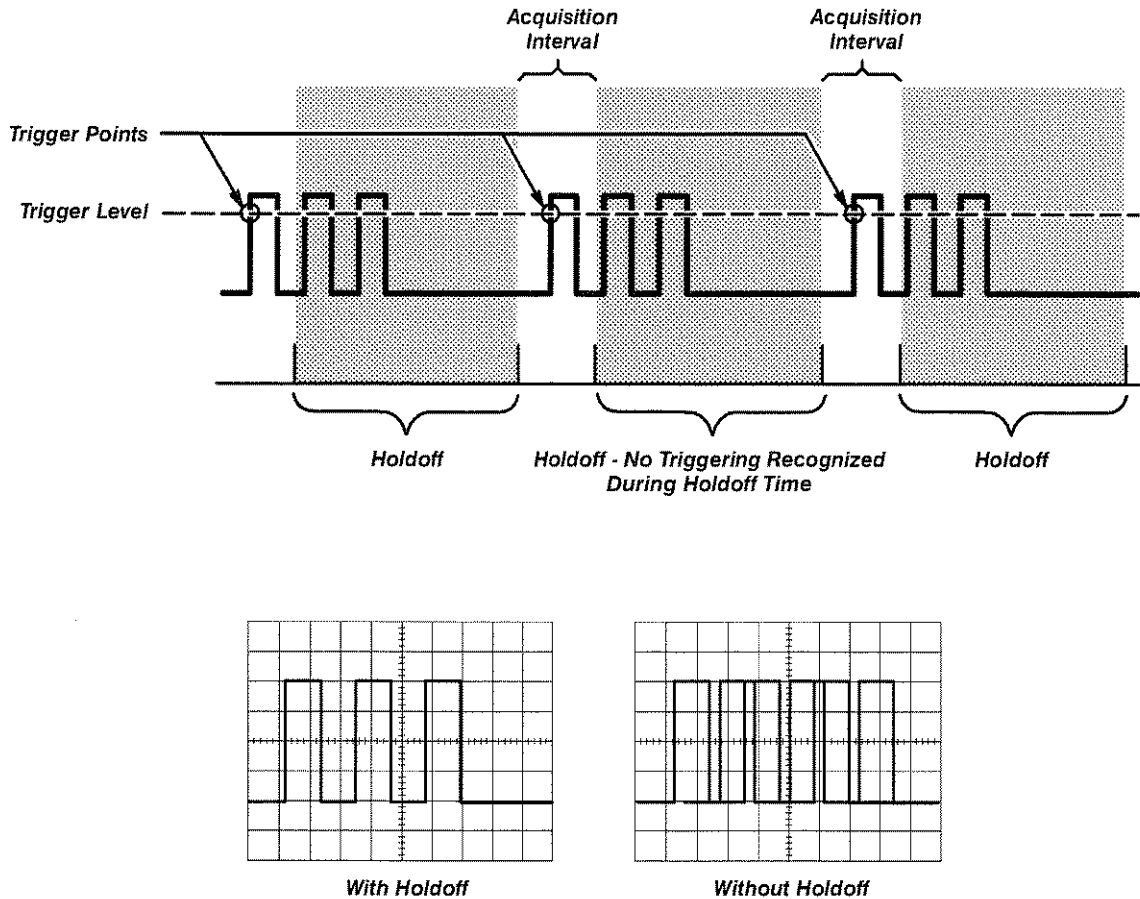 Acquisition
Interval
Acquisition
Interval
Trigger Points
Trigger Level
Holdoff
Holdoff - No Triggering Recognized
During Holdoff Time
Holdoff
With Holdoff
Without Holdoff